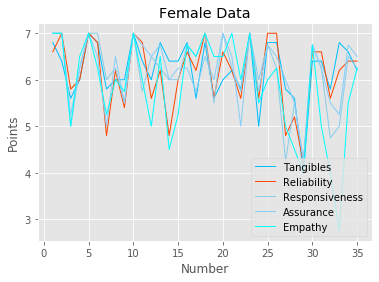 Female Data
7
6
5
4
3
Points
0 5 10 15 20 25 30 35
Number
Tangibles
Reliability
Responsiveness
Assurance
Empathy